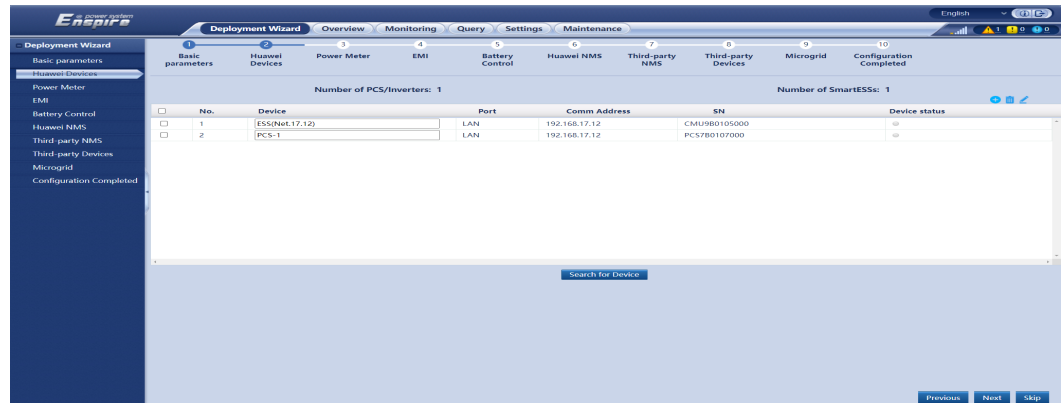 English
Enspire
e power system
Deployment Wizard Overview Monitoring Query Settings Maintenance
1 0 0
Deployment Wizard
Basic parameters
Huawei Devices
Power Meter
EMI
Battery Control
Huawei NMS
Third-party NMS
Third-party Devices
Microgrid
Configuration Completed
1 2 3 4 5 6 7 8 9 10
Basic parameters Huawei Devices Power Meter EMI Battery Control Huawei NMS Third-party NMS Third-party Devices Microgrid Configuration Completed
Number of PCS/Inverters: 1 Number of SmartESSs: 1
No. Device Port Comm Address SN Device status
1 ESS(Net.17.12) LAN 192.168.17.12 CMU9B0105000
2 PCS-1 LAN 192.168.17.12 PCS7B0107000
Search for Device
Previous Next Skip